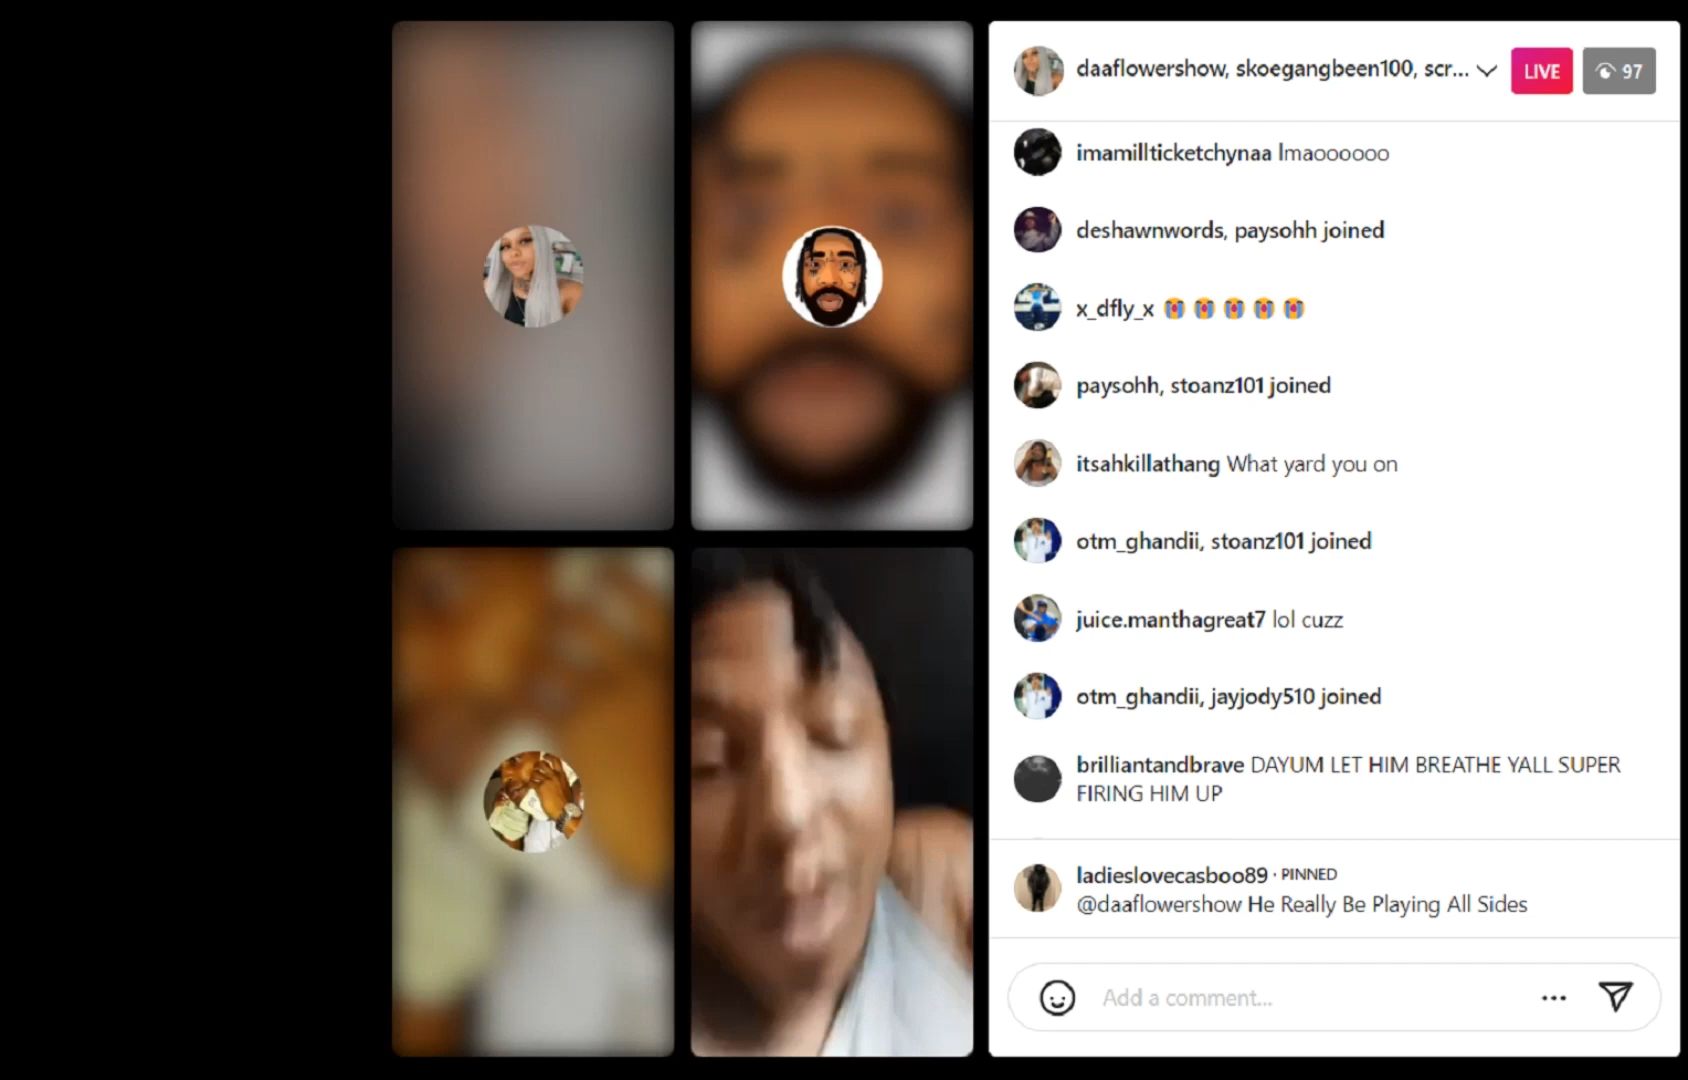 daaflowershow, skoegangbeen100, scr...
LIVE
97
imamillticketchynaa lmaoooooo
deshawnwords, paysohh joined
x_dfly_x 😭 😭 😭 😭 😭
paysohh, stoanz101 joined
itsahkillathang What yard you on
otm_ghandii, stoanz101 joined
juice.manthagreat7 lol cuzz
otm_ghandii, jayjody510 joined
brilliantandbrave DAYUM LET HIM BREATHE YALL SUPER
FIRING HIM UP
ladieslovecasboo89 · PINNED
@daaflowershow He Really Be Playing All Sides
Add a comment...